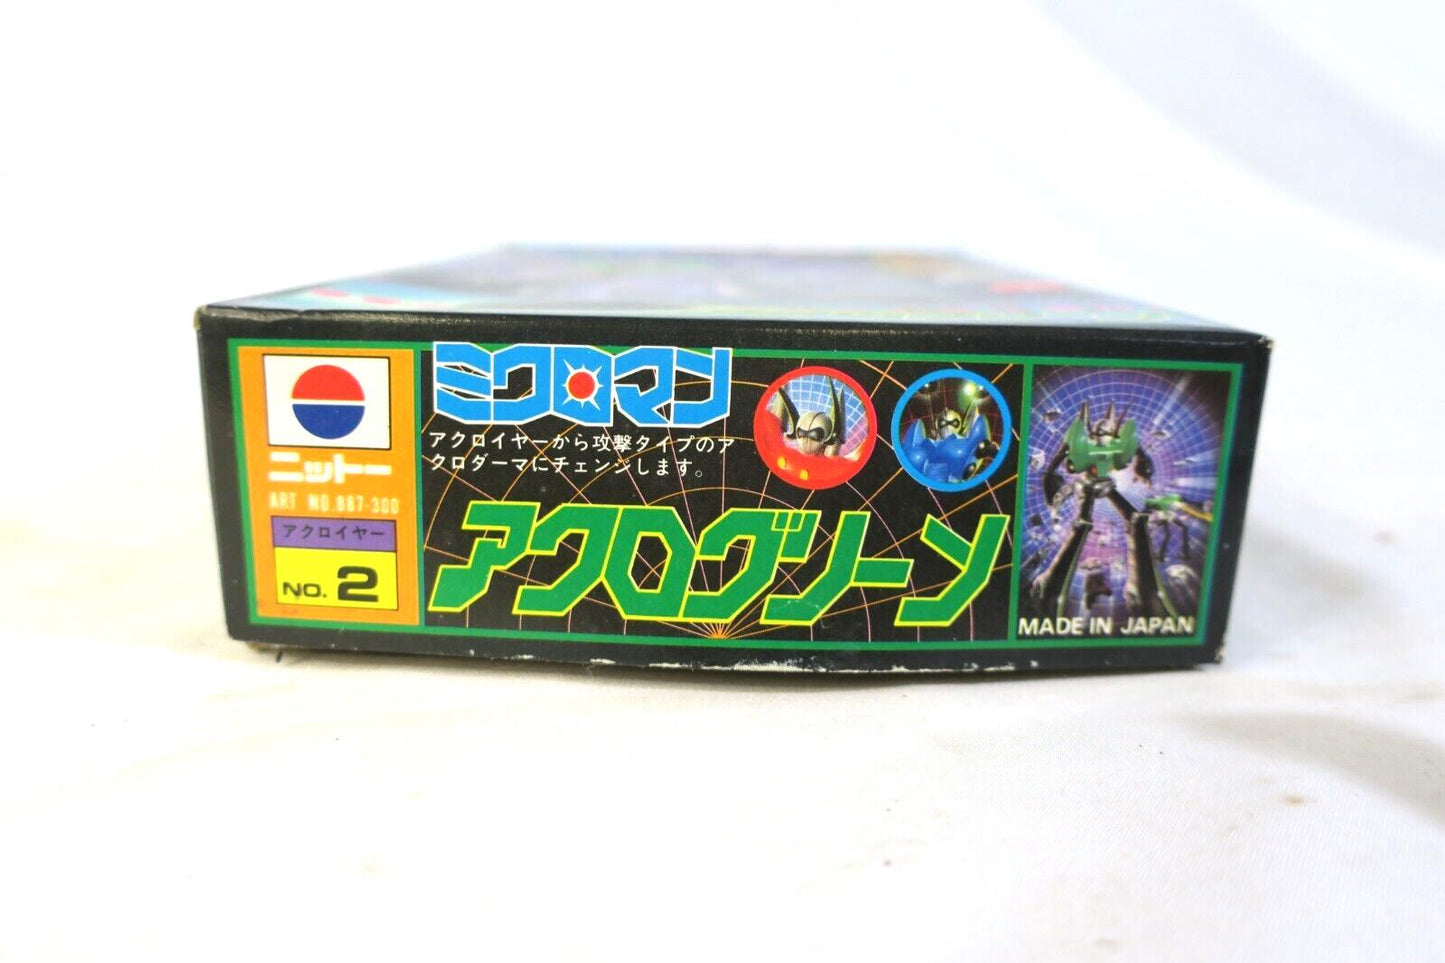 ニットー
ART NO.887-300
アクロイヤー
NO. 2
ミクロマン
アクロイヤーから攻撃タイプのア
クロダーマにチェンジします。
アクログリーン
MADE IN JAPAN